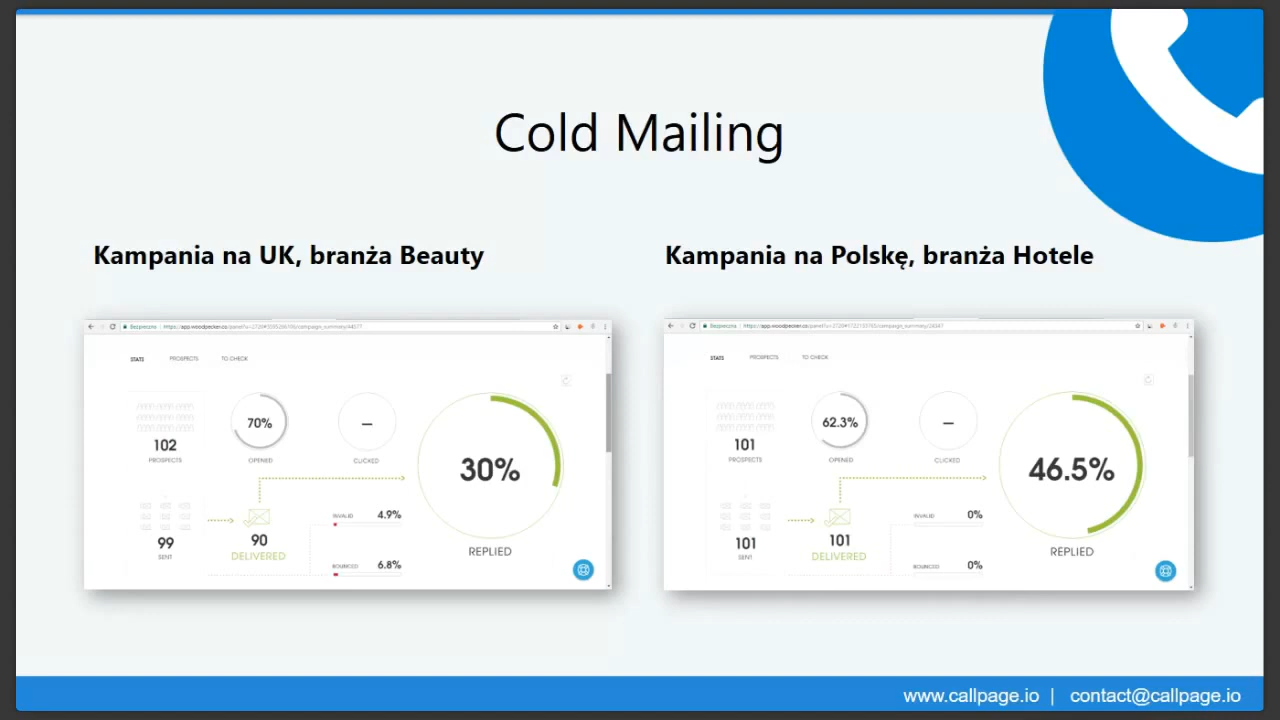 Cold Mailing
Kampania na UK, branża Beauty
Bezpieczna
STATS PROSPECTS TO CHECK
102
PROSPECTS
70%
OPENED
–
CLICKED
30%
REPLIED
99
SENT
90
DELIVERED
INVALID 4.9%
BOUNCED 6.8%
Kampania na Polskę, branża Hotele
Bezpieczna
STATS PROSPECTS TO CHECK
101
PROSPECTS
62.3%
OPENED
–
CLICKED
46.5%
REPLIED
101
SENT
101
DELIVERED
INVALID 0%
BOUNCED 0%
www.callpage.io | contact@callpage.io